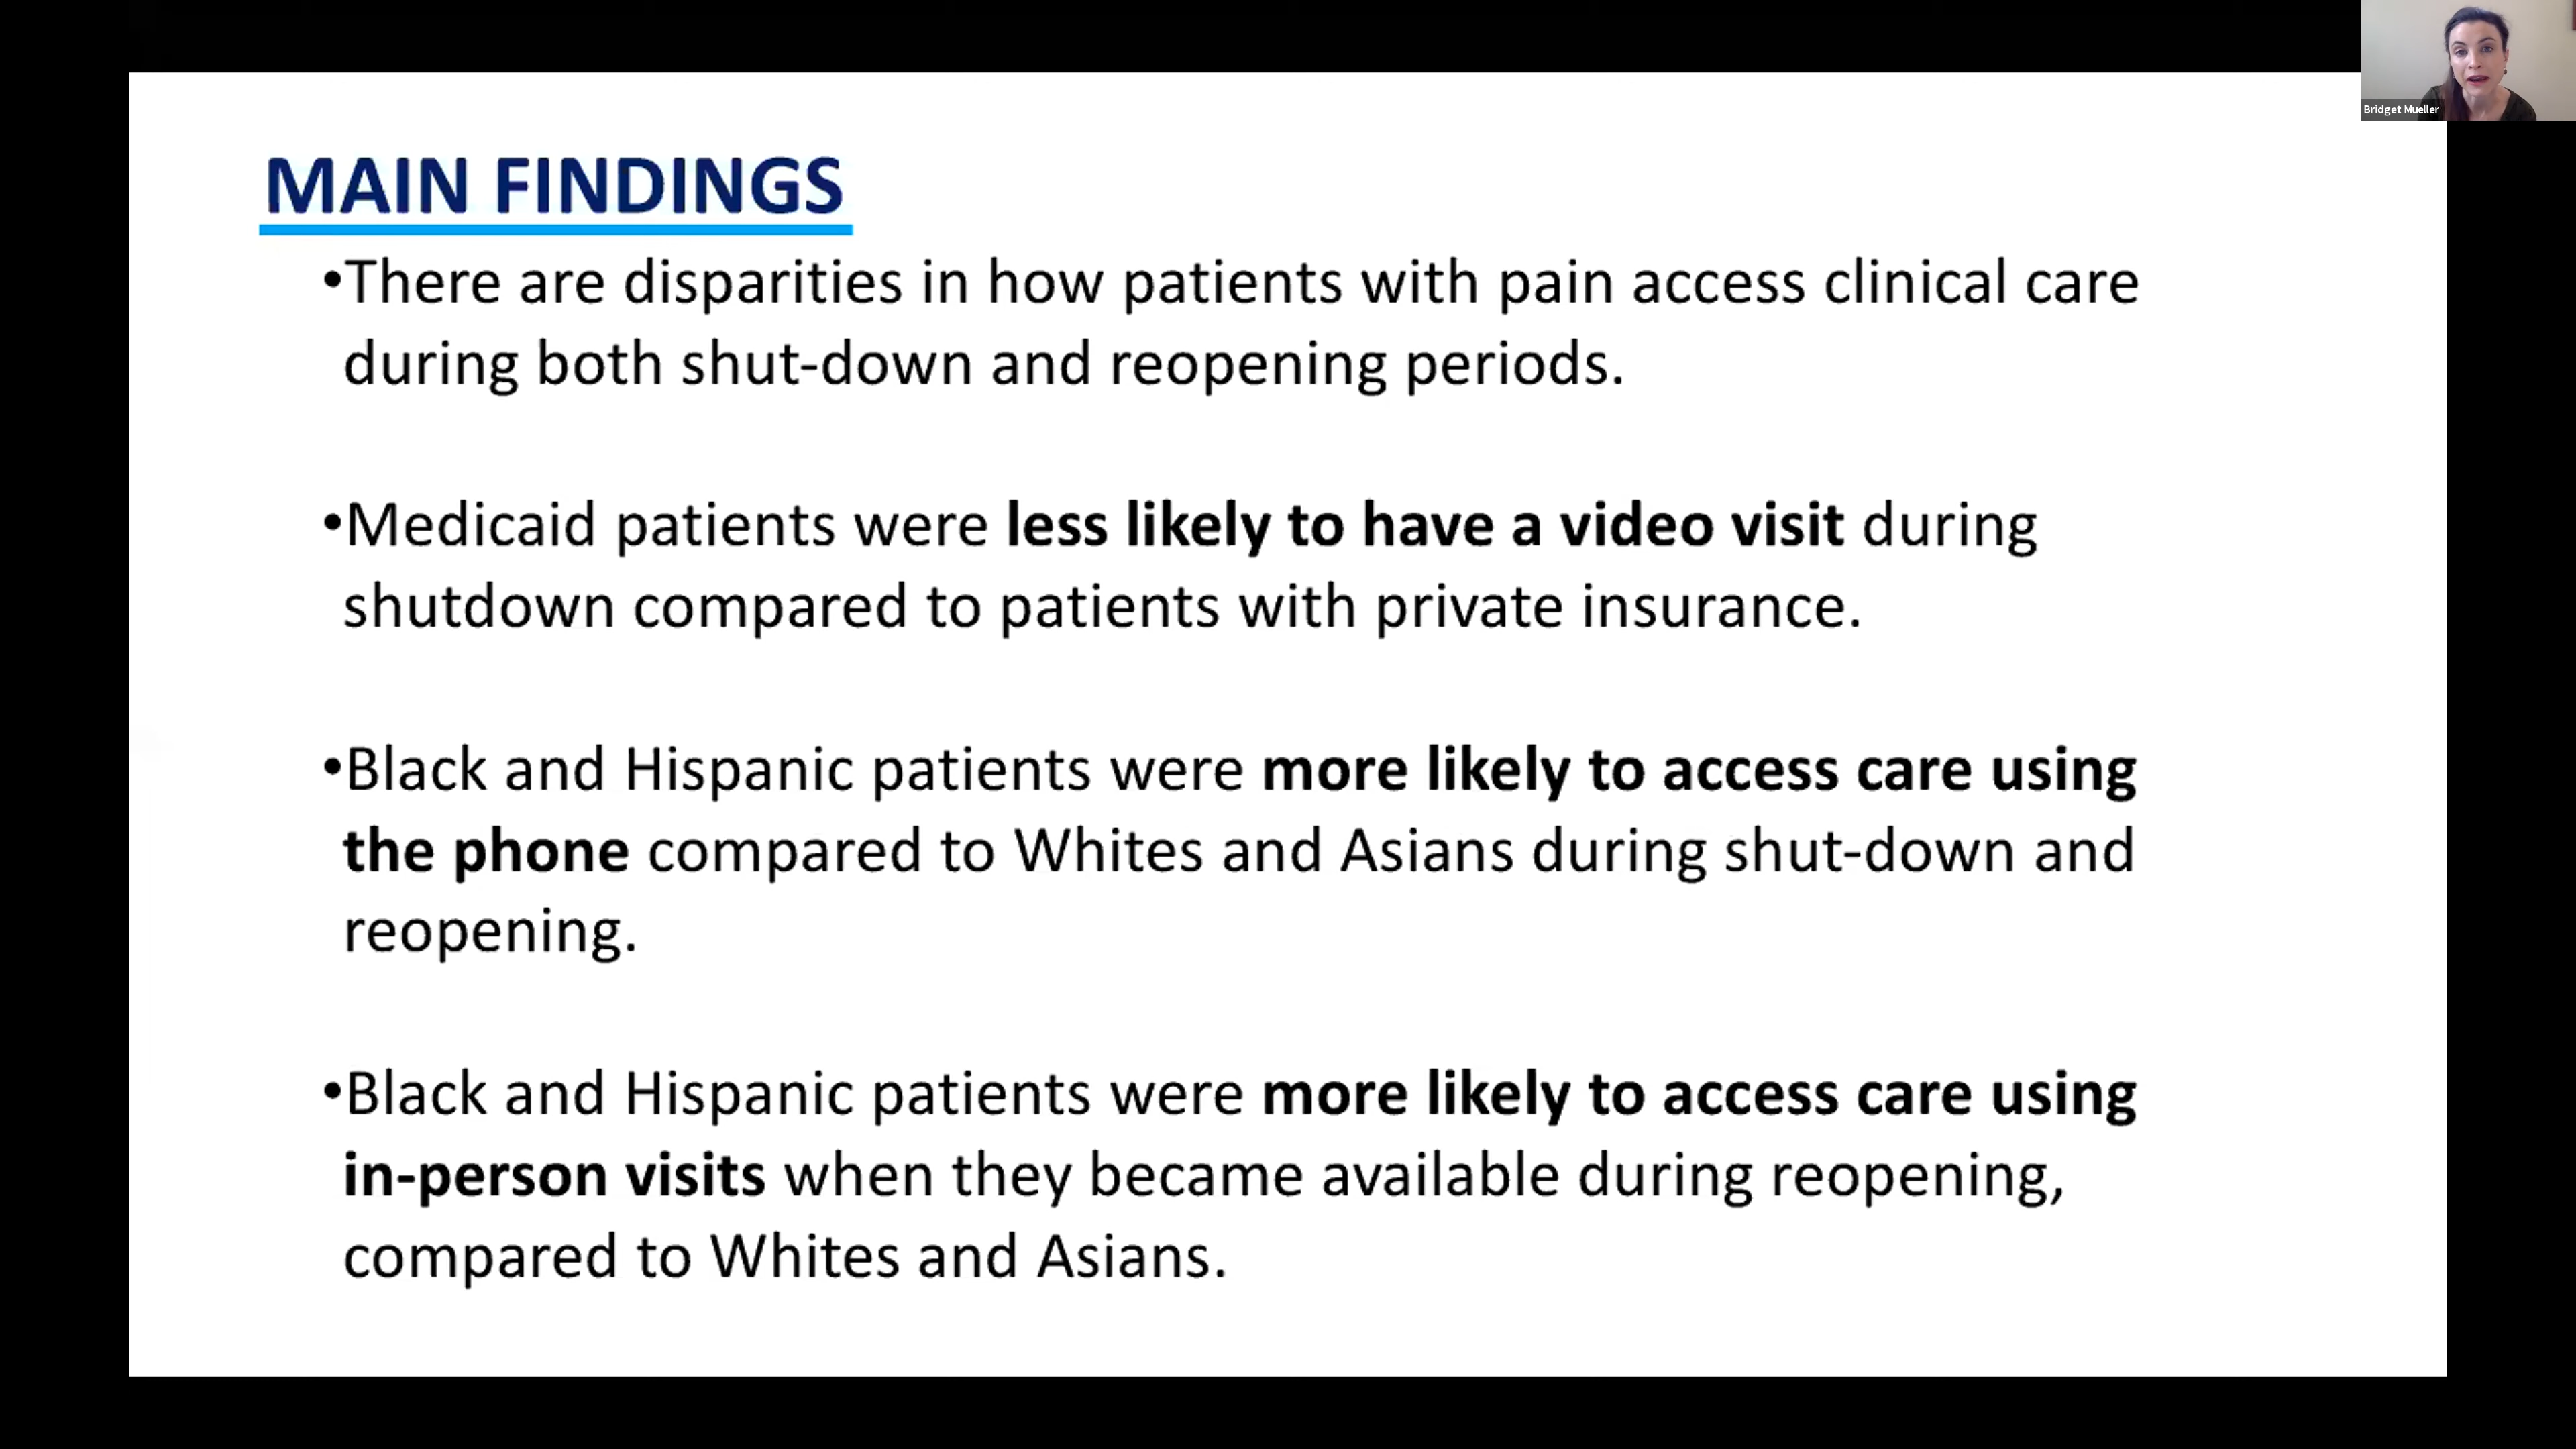 Bridget Mueller
MAIN FINDINGS
•There are disparities in how patients with pain access clinical care
during both shut-down and reopening periods.
•Medicaid patients were less likely to have a video visit during
shutdown compared to patients with private insurance.
•Black and Hispanic patients were more likely to access care using
the phone compared to Whites and Asians during shut-down and
reopening.
•Black and Hispanic patients were more likely to access care using
in-person visits when they became available during reopening,
compared to Whites and Asians.